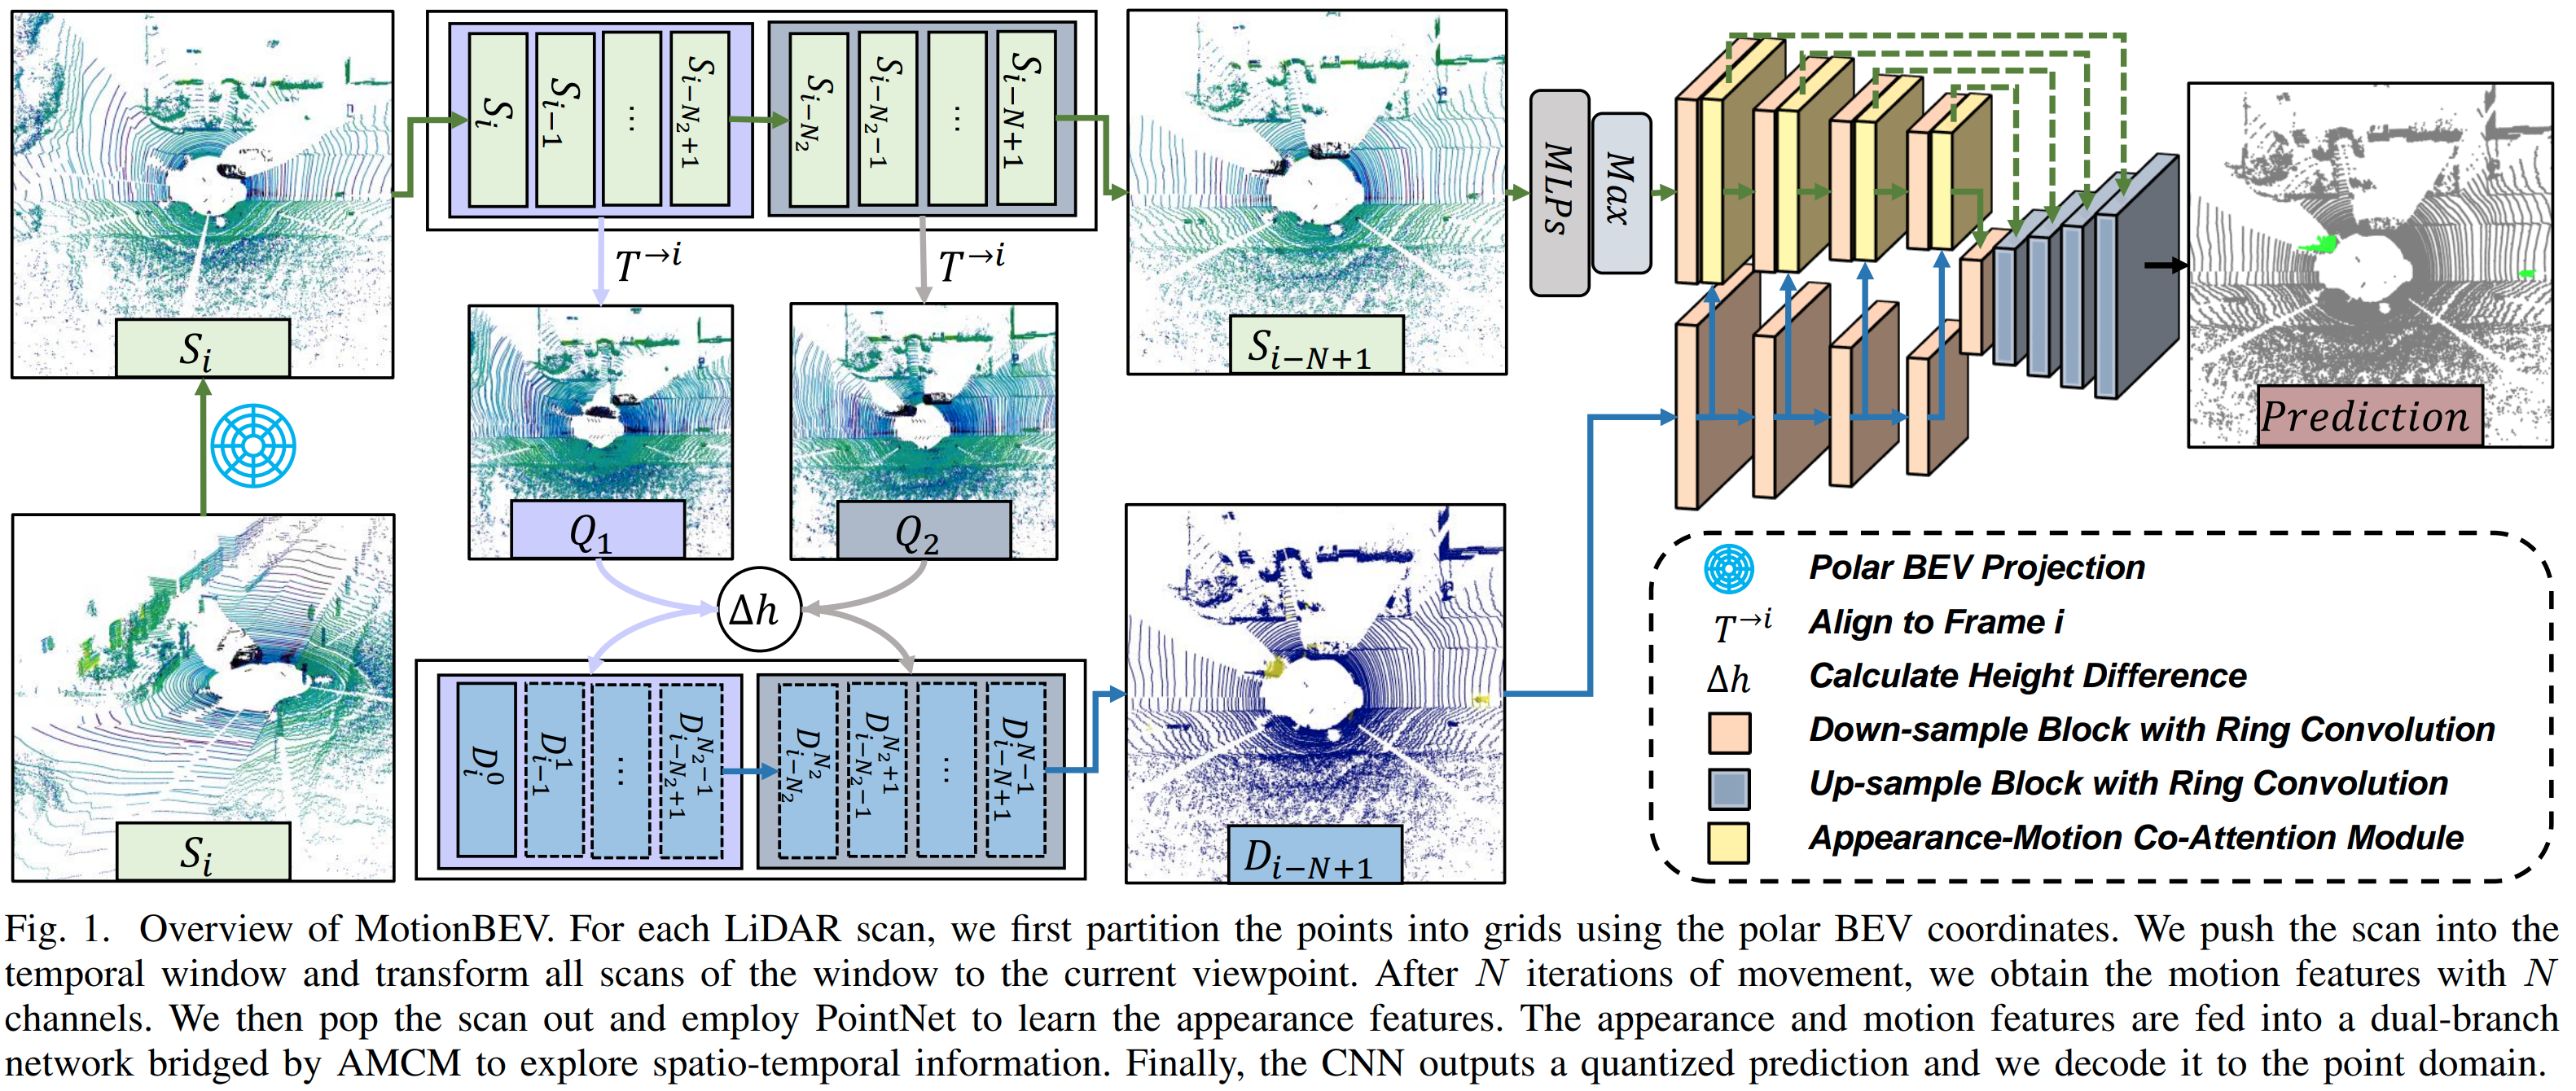 S_i
S_i
S_{i-1}
...
S_{i-N_2+1}
S_{i-N_2}
S_{i-N_2-1}
...
S_{i-N+1}
T^{→i}
T^{→i}
Q_1
Q_2
Δh
S_i
D_i^0
D_{i-1}^1
...
D_{i-N_2+1}^{N_2-1}
D_{i-N_2}^{N_2}
D_{i-N_2-1}^{N_2+1}
...
D_{i-N+1}^{N-1}
S_{i-N+1}
D_{i-N+1}
MLPs
Max
Prediction
Polar BEV Projection
T^{→i} Align to Frame i
Δh Calculate Height Difference
Down-sample Block with Ring Convolution
Up-sample Block with Ring Convolution
Appearance-Motion Co-Attention Module
Fig. 1. Overview of MotionBEV. For each LiDAR scan, we first partition the points into grids using the polar BEV coordinates. We push the scan into the
temporal window and transform all scans of the window to the current viewpoint. After N iterations of movement, we obtain the motion features with N
channels. We then pop the scan out and employ PointNet to learn the appearance features. The appearance and motion features are fed into a dual-branch
network bridged by AMCM to explore spatio-temporal information. Finally, the CNN outputs a quantized prediction and we decode it to the point domain.